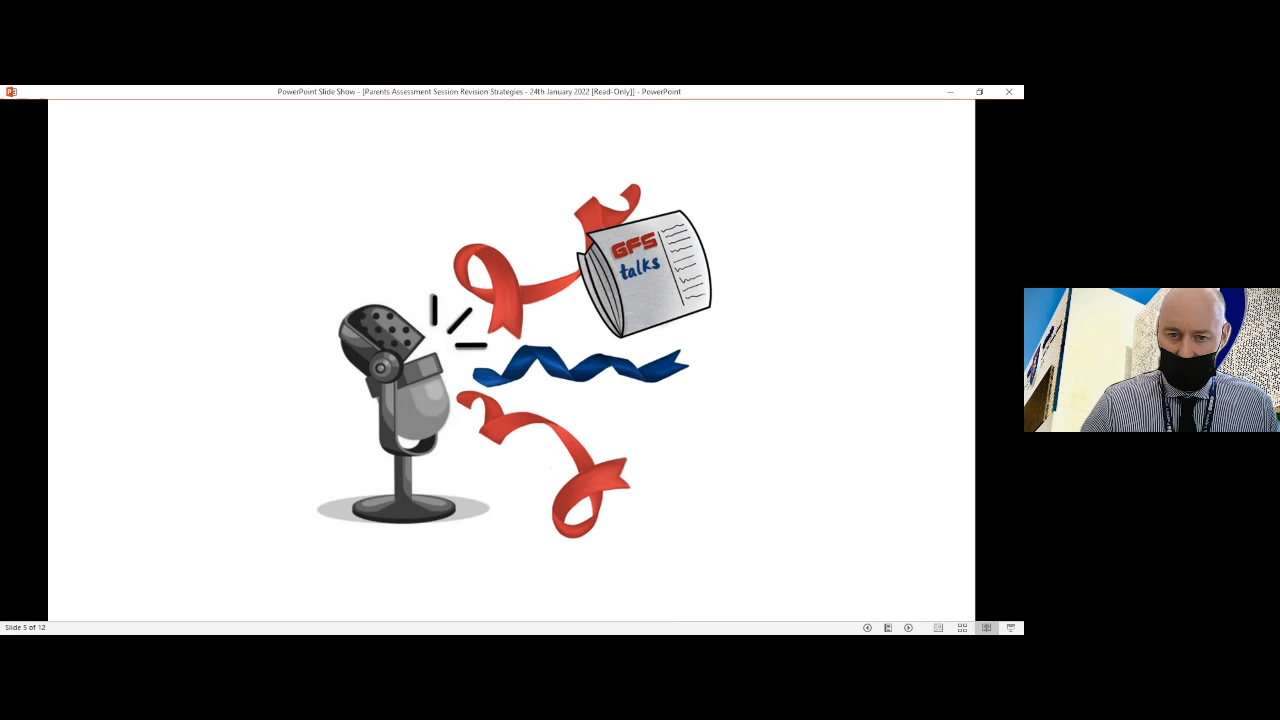 PowerPoint Slide Show - [Parents Assessment Session Revision Strategies - 24th January 2022 [Read-Only]] - PowerPoint
GFS
talks
Slide 5 of 12